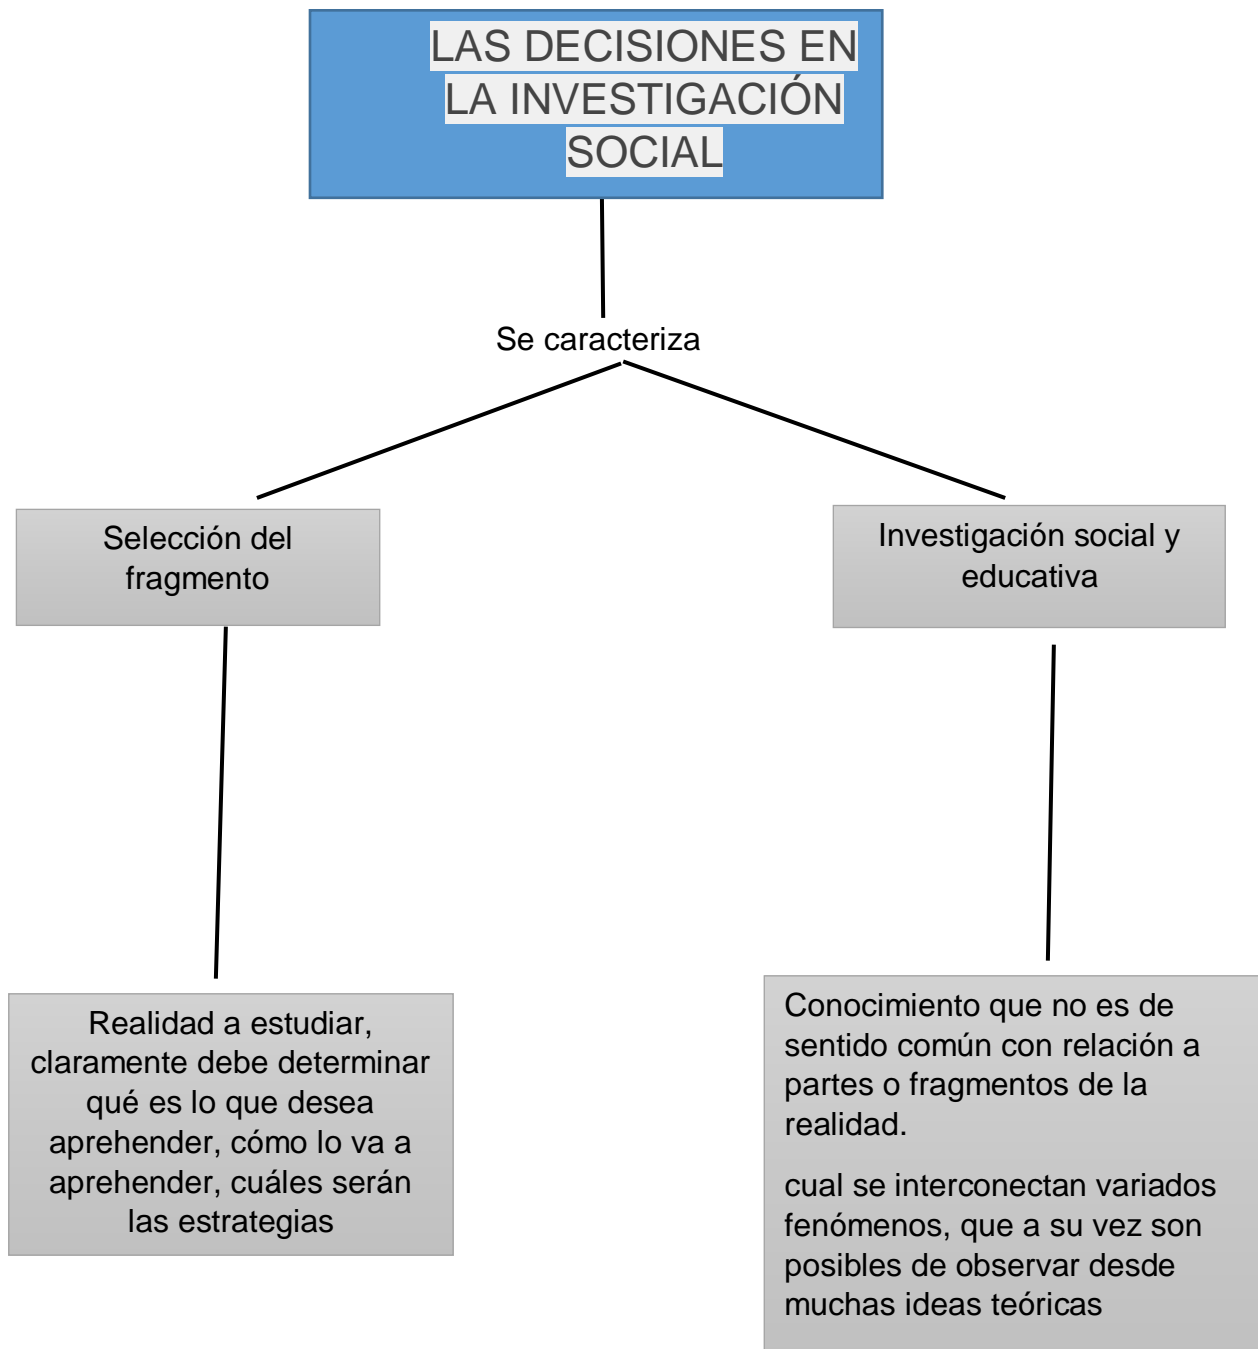 LAS DECISIONES EN
LA INVESTIGACIÓN
SOCIAL
Se caracteriza
Selección del
fragmento
Investigación social y
educativa
Realidad a estudiar,
claramente debe determinar
qué es lo que desea
aprehender, cómo lo va a
aprehender, cuáles serán
las estrategias
Conocimiento que no es de
sentido común con relación a
partes o fragmentos de la
realidad.
cual se interconectan variados
fenómenos, que a su vez son
posibles de observar desde
muchas ideas teóricas